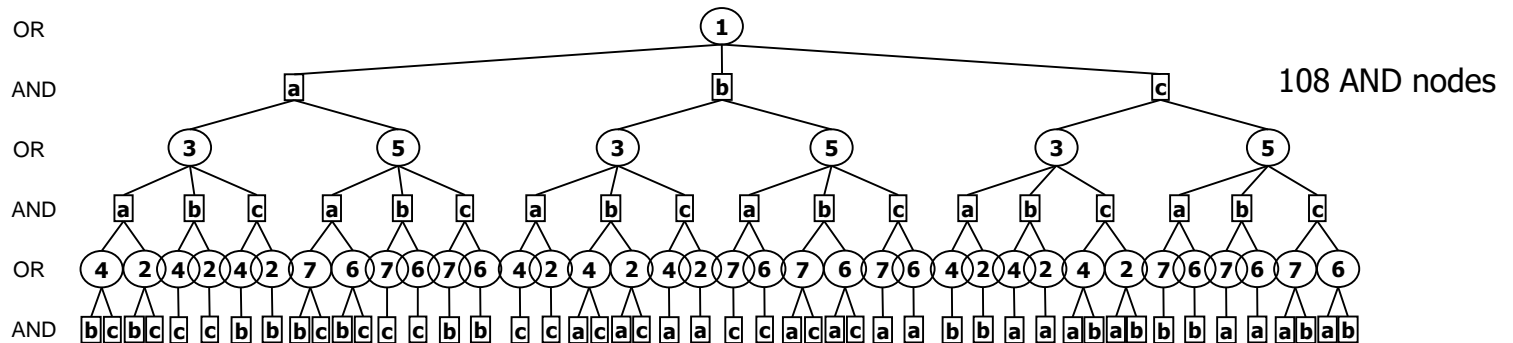 OR 1
AND a b c 108 AND nodes
OR 3 5 3 5 3 5
AND a b c a b c a b c a b c a b c a b c
OR 4 2 4 2 4 2 7 6 7 6 7 6 4 2 4 2 4 2 7 6 7 6 7 6 4 2 4 2 4 2 7 6 7 6 7 6
AND b c b c c c b b b c b c c c b b c c a c a c a a c c a c a c a a b b a a a b a b b b a a a b a b